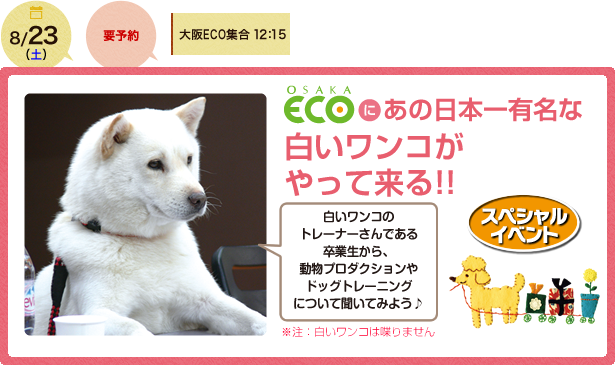 8/23
(土)
要予約
大阪ECO集合 12:15
OSAKA
ECOにあの日本一有名な
白いワンコが
やって来る!!
白いワンコの
トレーナーさんである
卒業生から、
動物プロダクションや
ドッグトレーニング
について聞いてみよう♪
スペシャル
イベント
※注：白いワンコは喋りません